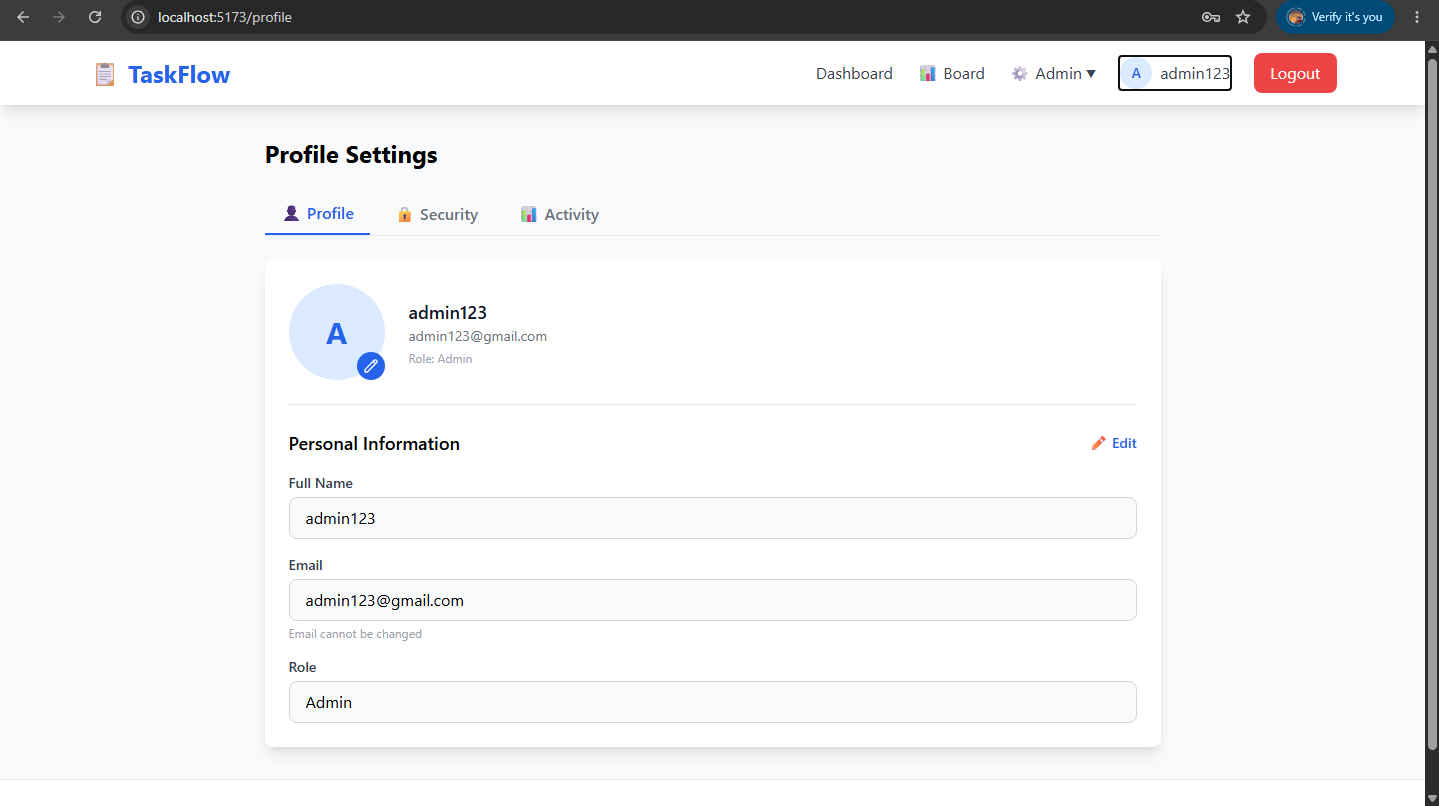 localhost:5173/profile
Verify it's you
TaskFlow
Dashboard
Board
Admin ▼
A
admin123
Logout
Profile Settings
Profile
Security
Activity
A
admin123
admin123@gmail.com
Role: Admin
Personal Information
Edit
Full Name
admin123
Email
admin123@gmail.com
Email cannot be changed
Role
Admin